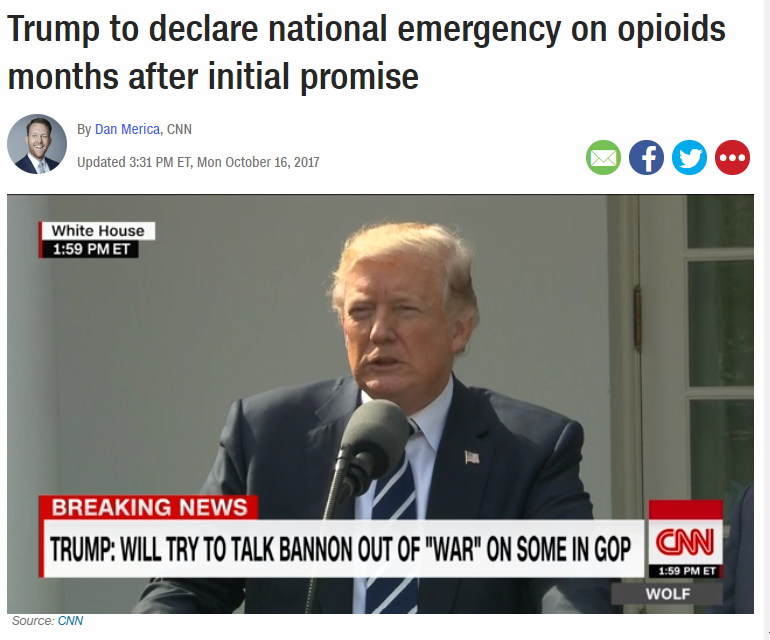 Trump to declare national emergency on opioids
months after initial promise
By Dan Merica, CNN
Updated 3:31 PM ET, Mon October 16, 2017
White House
1:59 PM ET
BREAKING NEWS
TRUMP: WILL TRY TO TALK BANNON OUT OF "WAR" ON SOME IN GOP
CNN
1:59 PM ET
WOLF
Source: CNN